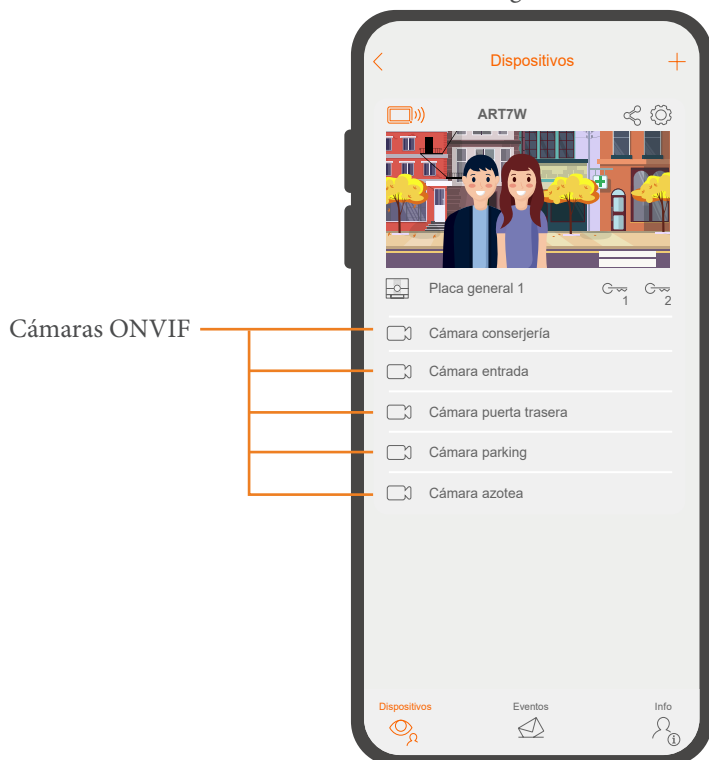 Dispositivos
ART7W
Placa general 1
1
2
Cámaras ONVIF
Cámara conserjería
Cámara entrada
Cámara puerta trasera
Cámara parking
Cámara azotea
Dispositivos
Eventos
Info